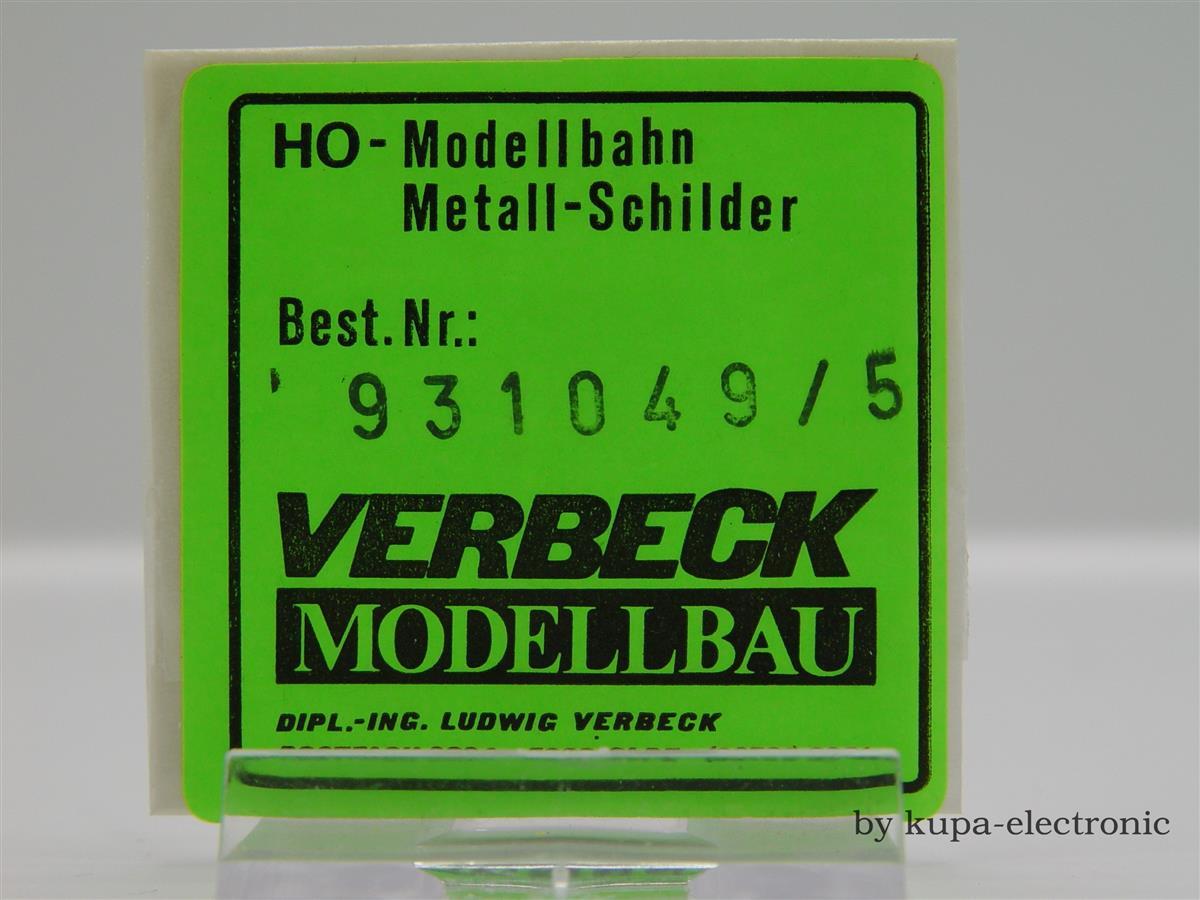 HO-Modellbahn
Metall-Schilder
Best.Nr.:
931049/5
VERBECK
MODELLBAU
DIPL.-ING. LUDWIG VERBECK
by kupa-electronic